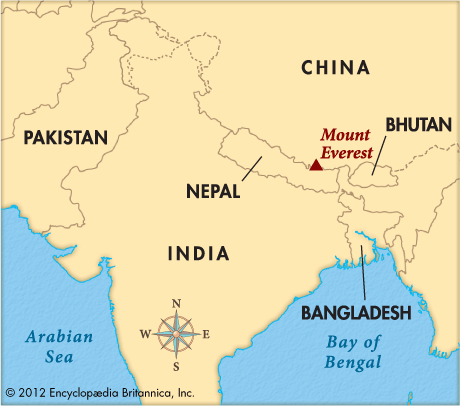 CHINA
PAKISTAN
Mount
Everest
BHUTAN
NEPAL
INDIA
BANGLADESH
N
W
E
S
Arabian
Sea
Bay of
Bengal
© 2012 Encyclopædia Britannica, Inc.